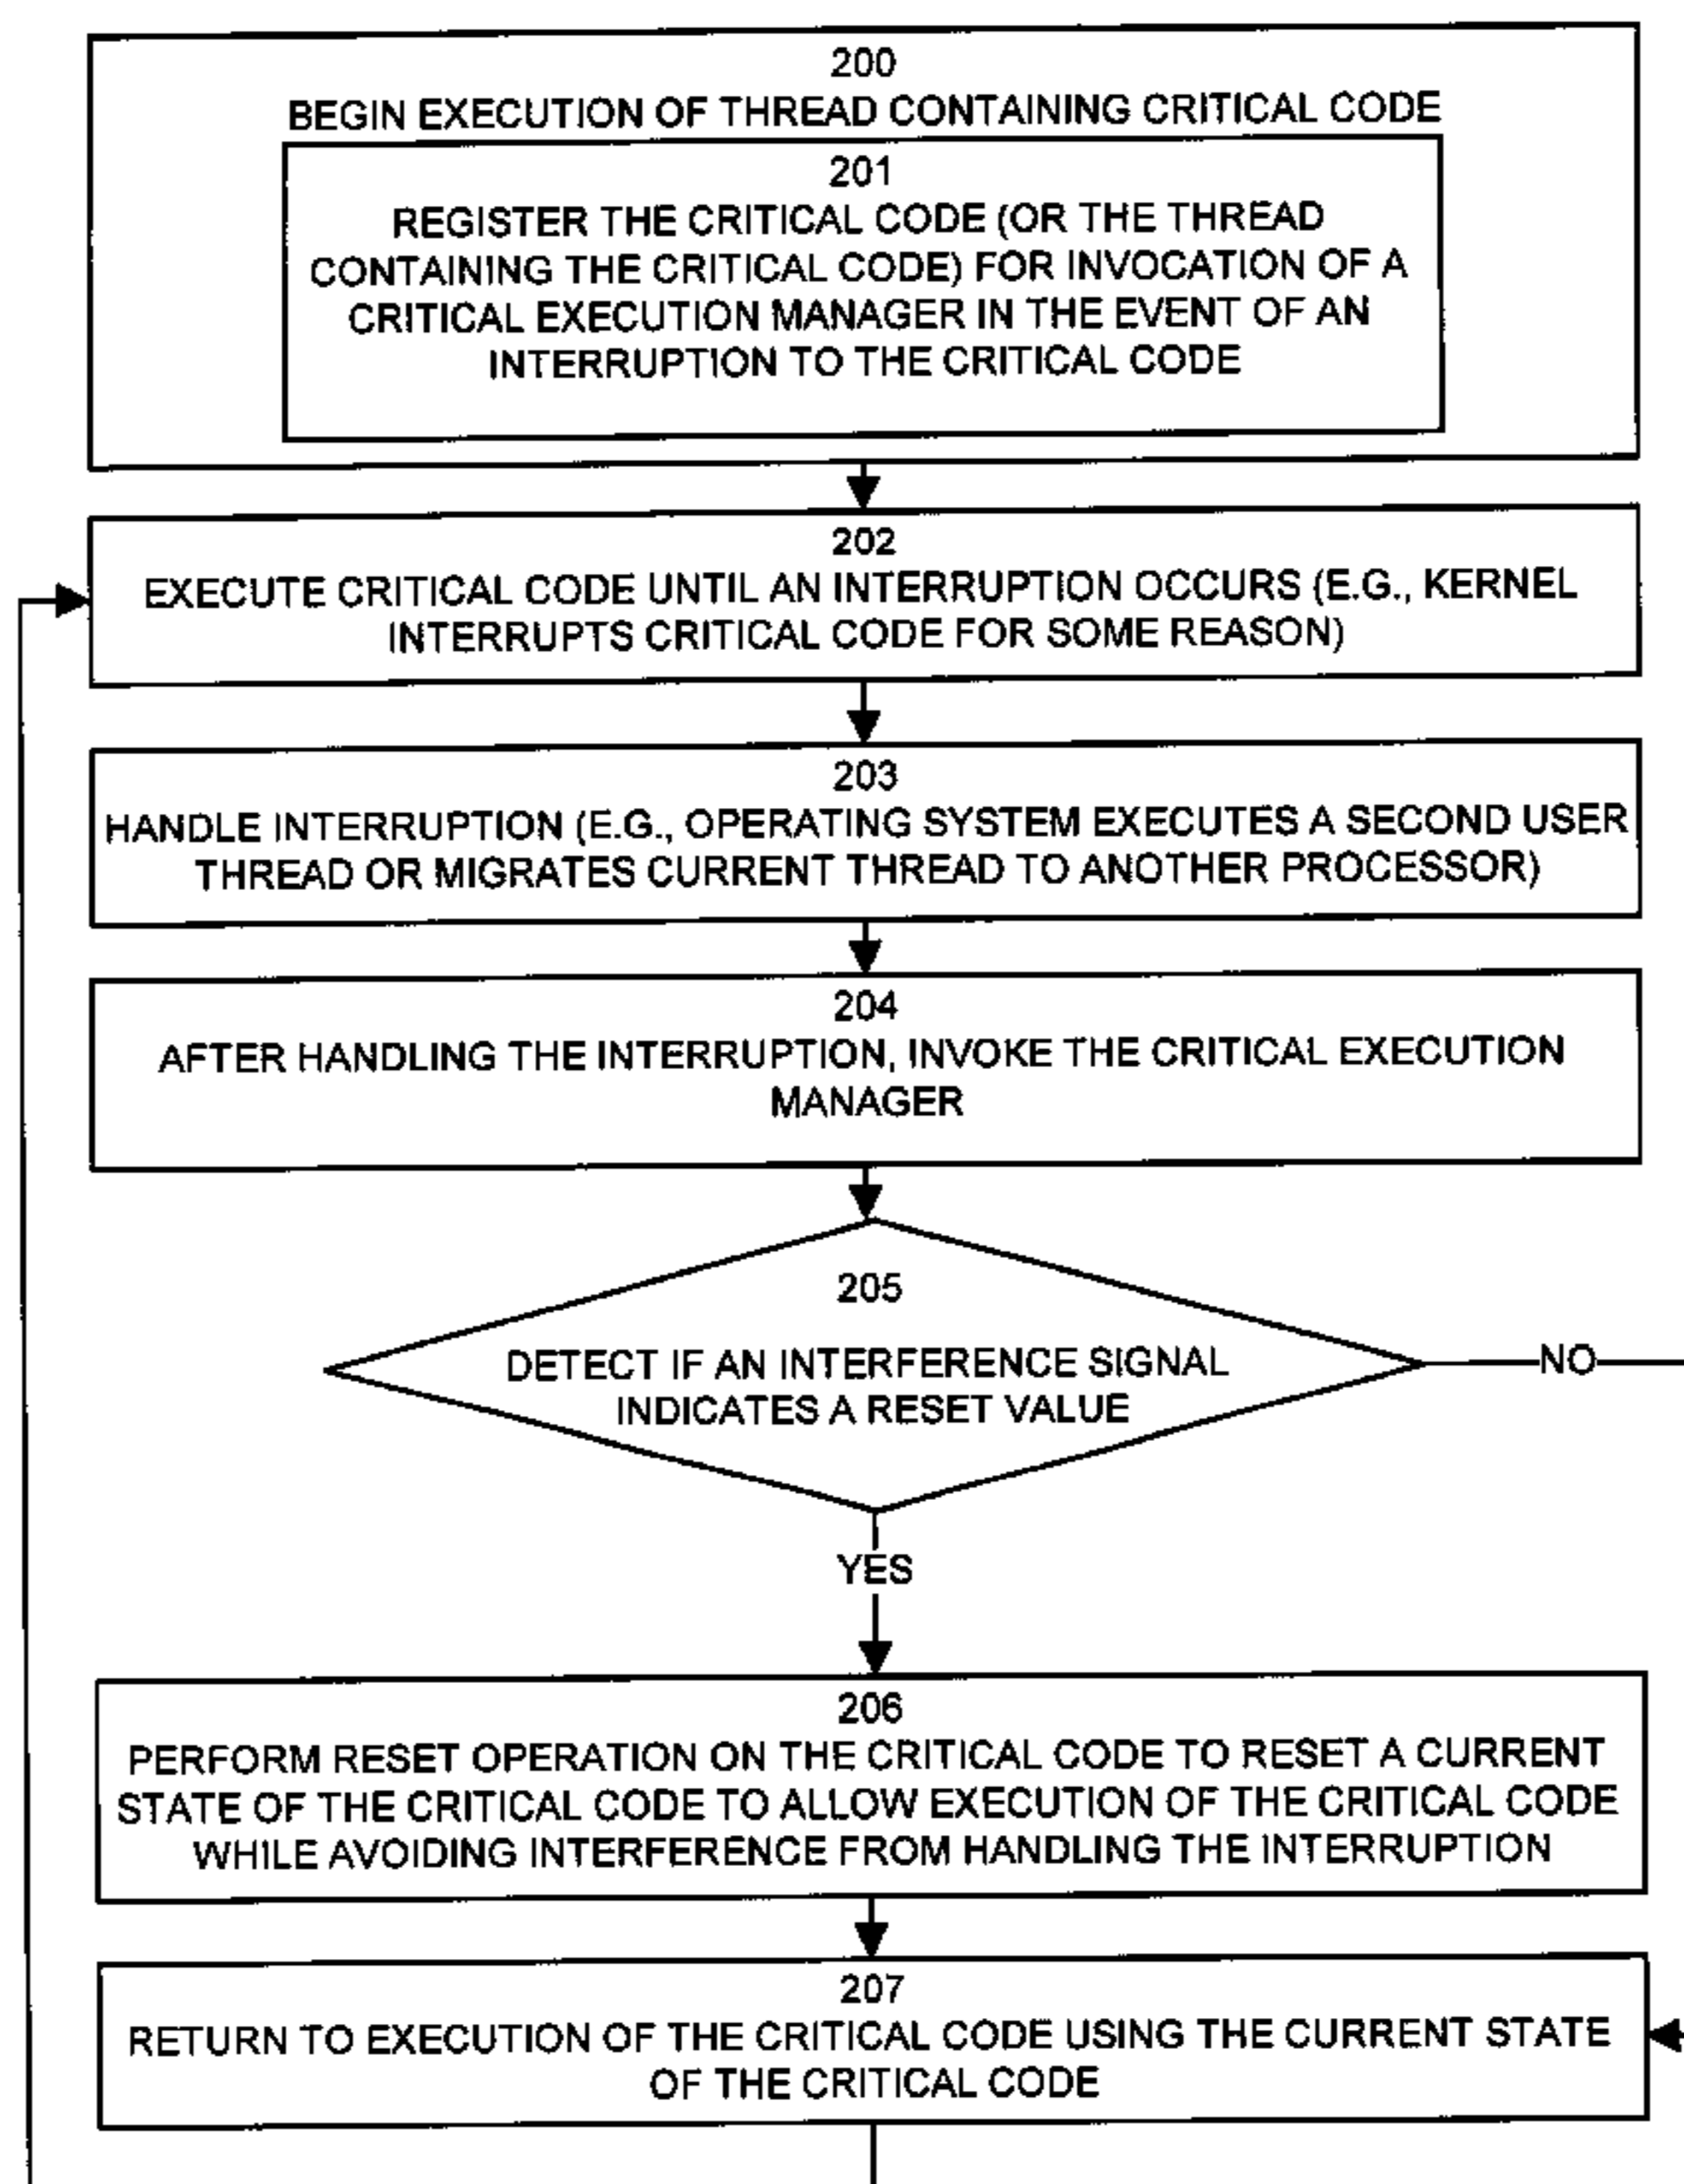 200
BEGIN EXECUTION OF THREAD CONTAINING CRITICAL CODE
201
REGISTER THE CRITICAL CODE (OR THE THREAD
CONTAINING THE CRITICAL CODE) FOR INVOCATION OF A
CRITICAL EXECUTION MANAGER IN THE EVENT OF AN
INTERRUPTION TO THE CRITICAL CODE
202
EXECUTE CRITICAL CODE UNTIL AN INTERRUPTION OCCURS (E.G., KERNEL
INTERRUPTS CRITICAL CODE FOR SOME REASON)
203
HANDLE INTERRUPTION (E.G., OPERATING SYSTEM EXECUTES A SECOND USER
THREAD OR MIGRATES CURRENT THREAD TO ANOTHER PROCESSOR)
204
AFTER HANDLING THE INTERRUPTION, INVOKE THE CRITICAL EXECUTION
MANAGER
205
DETECT IF AN INTERFERENCE SIGNAL
INDICATES A RESET VALUE
NO
YES
206
PERFORM RESET OPERATION ON THE CRITICAL CODE TO RESET A CURRENT
STATE OF THE CRITICAL CODE TO ALLOW EXECUTION OF THE CRITICAL CODE
WHILE AVOIDING INTERFERENCE FROM HANDLING THE INTERRUPTION
207
RETURN TO EXECUTION OF THE CRITICAL CODE USING THE CURRENT STATE
OF THE CRITICAL CODE